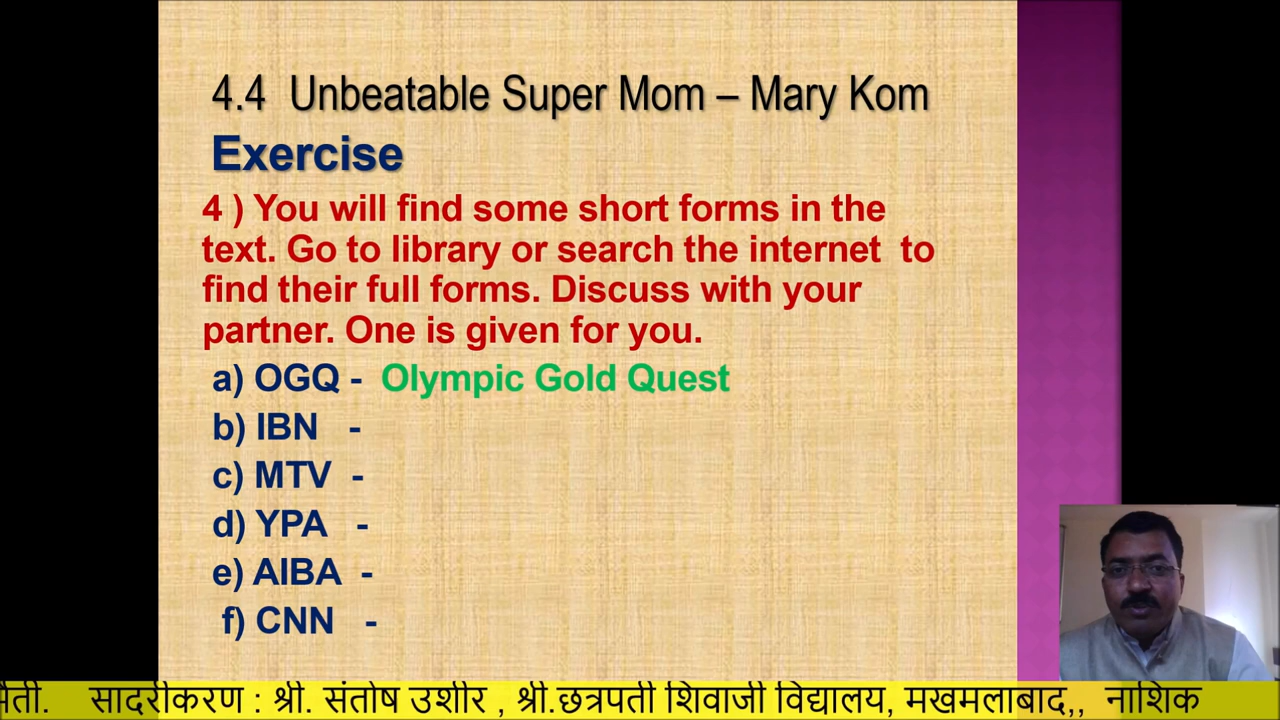 4.4 Unbeatable Super Mom – Mary Kom
Exercise
4 ) You will find some short forms in the
text. Go to library or search the internet to
find their full forms. Discuss with your
partner. One is given for you.
a) OGQ - Olympic Gold Quest
b) IBN -
c) MTV -
d) YPA -
e) AIBA -
f) CNN -
सादरीकरण : श्री. संतोष उशीर , श्री.छत्रपती शिवाजी विद्यालय, मखमलाबाद,, नाशिक